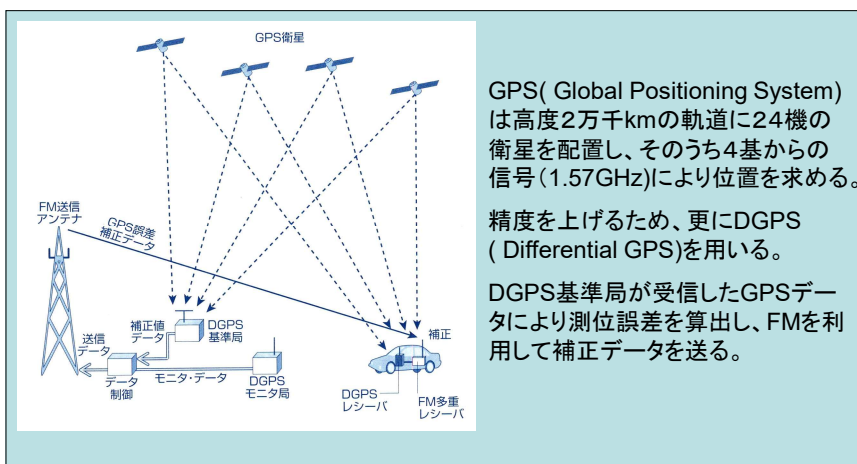 GPS衛星
FM送信
アンテナ
GPS誤差
補正データ
送信
データ
補正値
データ
DGPS
基準局
補正
データ
制御
モニタ・データ
DGPS
モニタ局
DGPS
レシーバ
FM多重
レシーバ
GPS( Global Positioning System)
は高度２万千kmの軌道に２４機の
衛星を配置し、そのうち４基からの
信号（1.57GHz)により位置を求める。
精度を上げるため、更にDGPS
( Differential GPS)を用いる。
DGPS基準局が受信したGPSデー
タにより測位誤差を算出し、FMを利
用して補正データを送る。